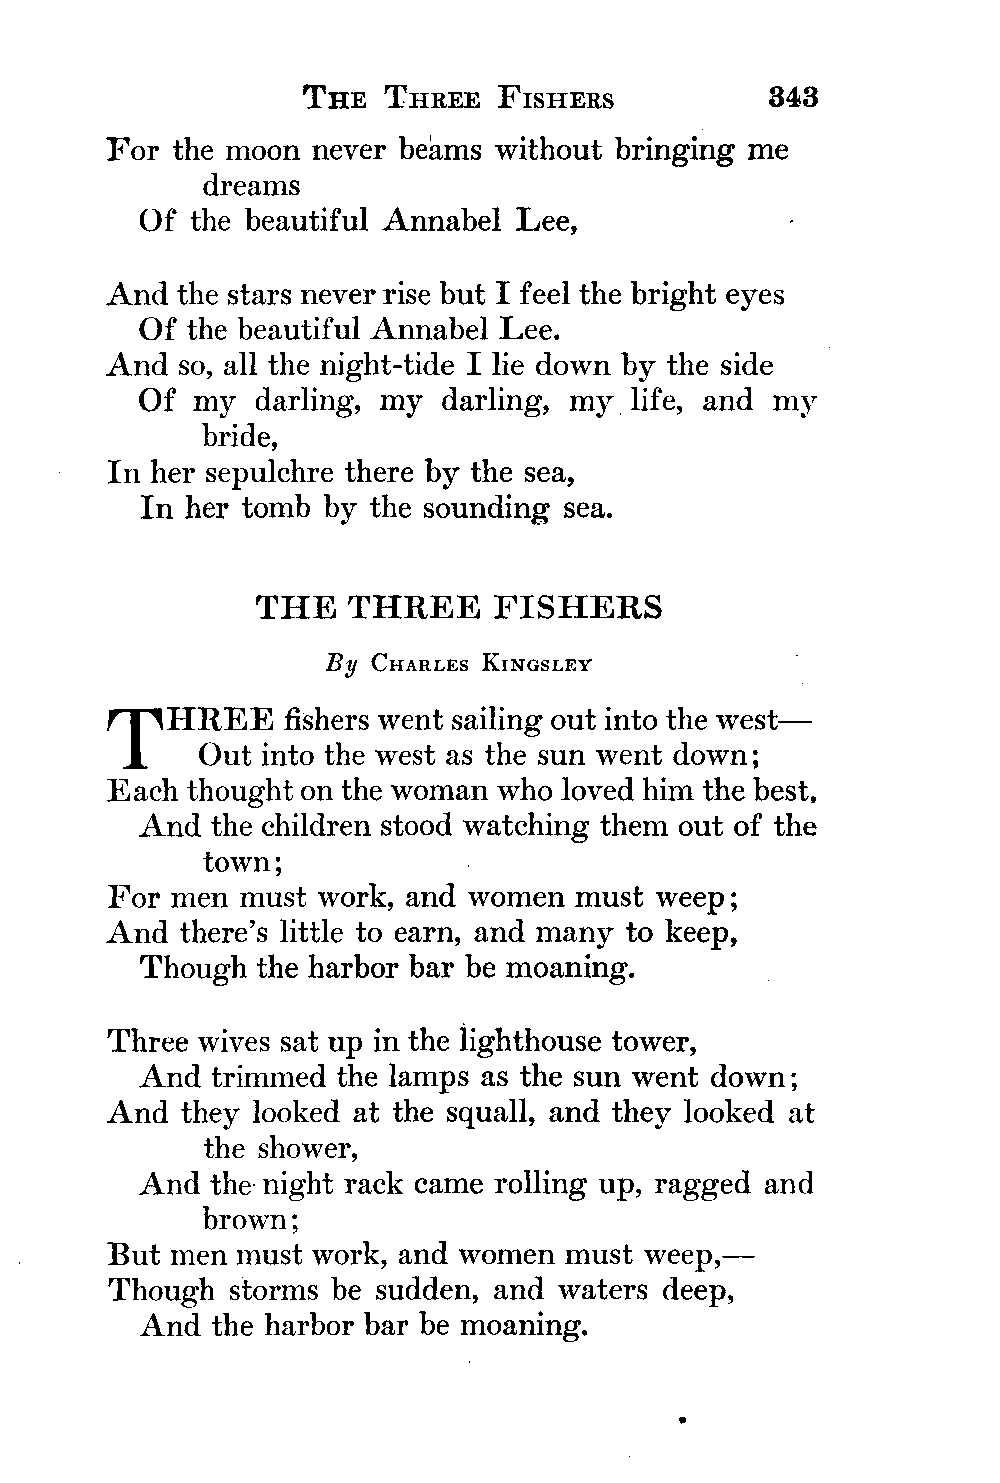 THE THREE FISHERS 343
For the moon never beams without bringing me
dreams
Of the beautiful Annabel Lee,
And the stars never rise but I feel the bright eyes
Of the beautiful Annabel Lee.
And so, all the night-tide I lie down by the side
Of my darling, my darling, my life, and my
bride,
In her sepulchre there by the sea,
In her tomb by the sounding sea.
THE THREE FISHERS
By CHARLES KINGSLEY
THREE fishers went sailing out into the west—
Out into the west as the sun went down;
Each thought on the woman who loved him the best,
And the children stood watching them out of the
town;
For men must work, and women must weep;
And there's little to earn, and many to keep,
Though the harbor bar be moaning.
Three wives sat up in the lighthouse tower,
And trimmed the lamps as the sun went down;
And they looked at the squall, and they looked at
the shower,
And the night rack came rolling up, ragged and
brown;
But men must work, and women must weep,—
Though storms be sudden, and waters deep,
And the harbor bar be moaning.